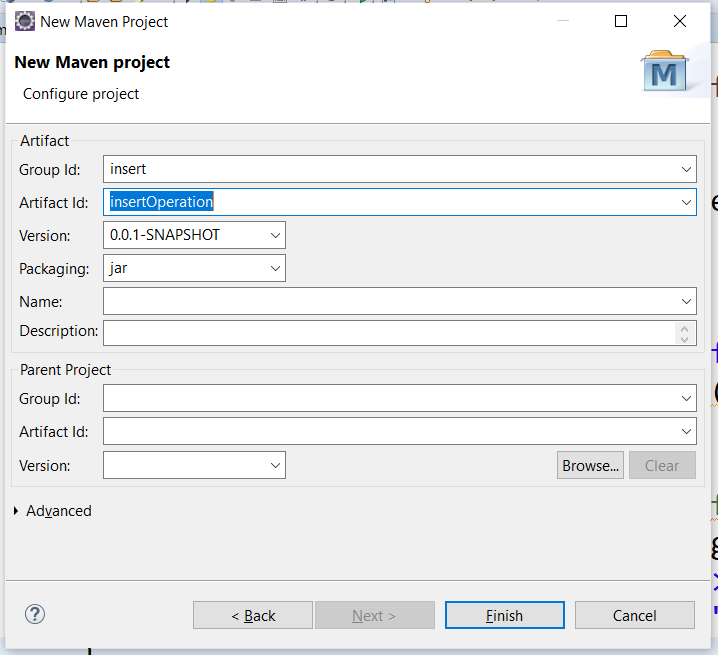 New Maven Project
New Maven project
Configure project
M
Artifact
Group Id: insert
Artifact Id: insertOperation
Version: 0.0.1-SNAPSHOT
Packaging: jar
Name:
Description:
Parent Project
Group Id:
Artifact Id:
Version: Browse... Clear
Advanced
? < Back Next > Finish Cancel